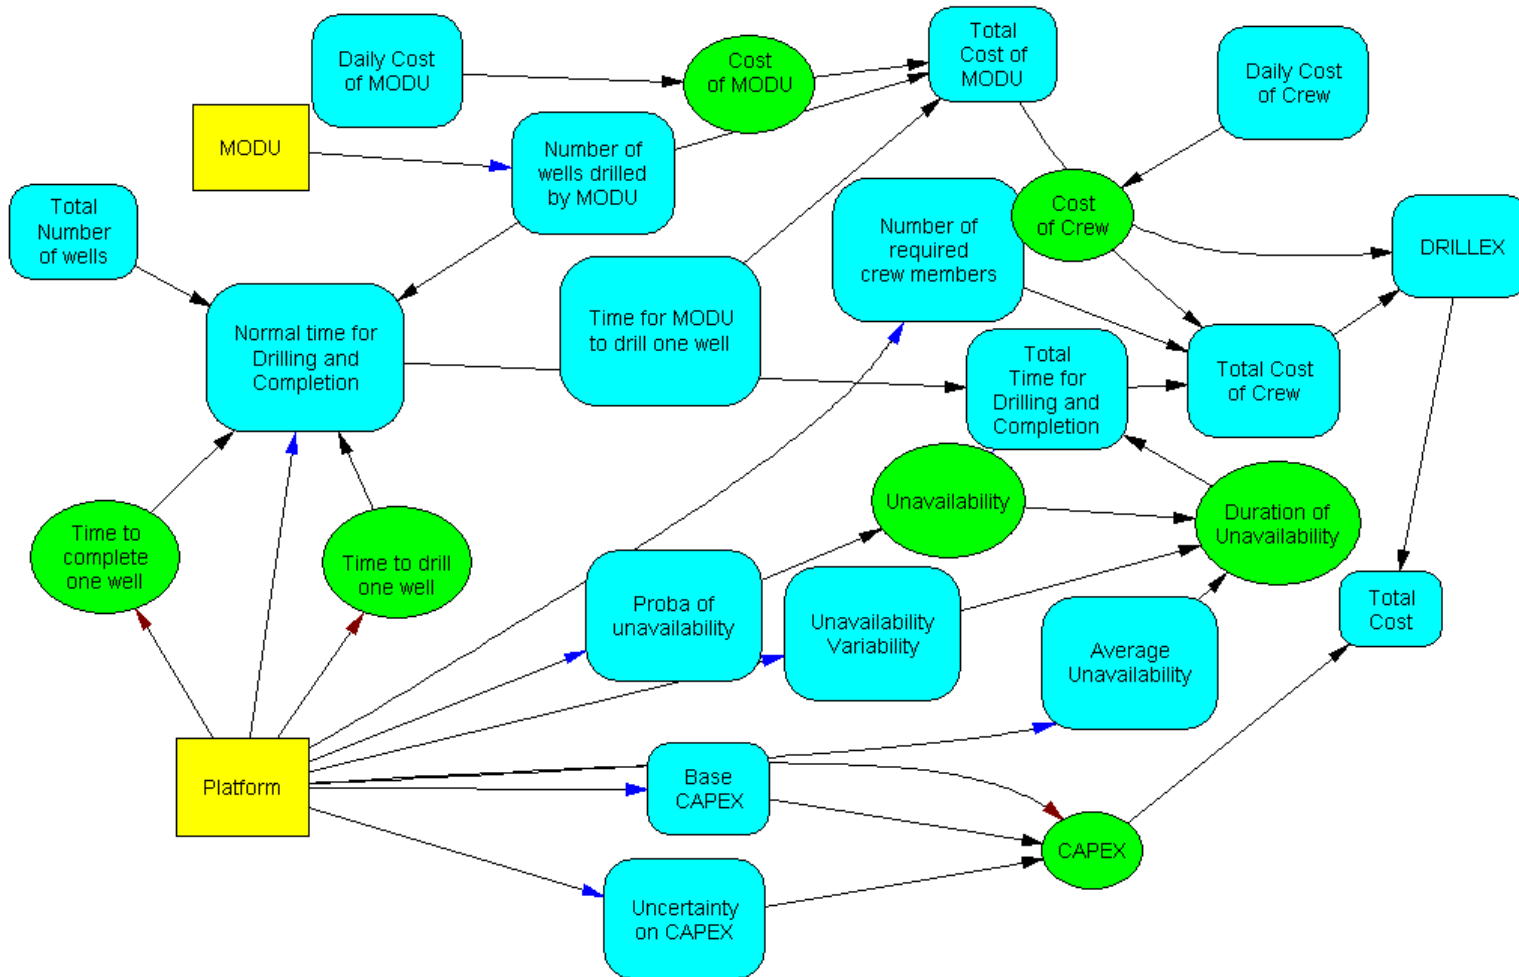 Daily Cost
of MODU
Cost
of MODU
Total
Cost of
MODU
Daily Cost
of Crew
MODU
Number of
wells drilled
by MODU
Total
Number
of wells
Number of
required
crew members
Cost
of Crew
DRILLEX
Normal time for
Drilling and
Completion
Time for MODU
to drill one well
Total
Time for
Drilling and
Completion
Total Cost
of Crew
Time to
complete
one well
Time to drill
one well
Unavailability
Duration of
Unavailability
Proba of
unavailability
Unavailability
Variability
Average
Unavailability
Total
Cost
Platform
Base
CAPEX
CAPEX
Uncertainty
on CAPEX